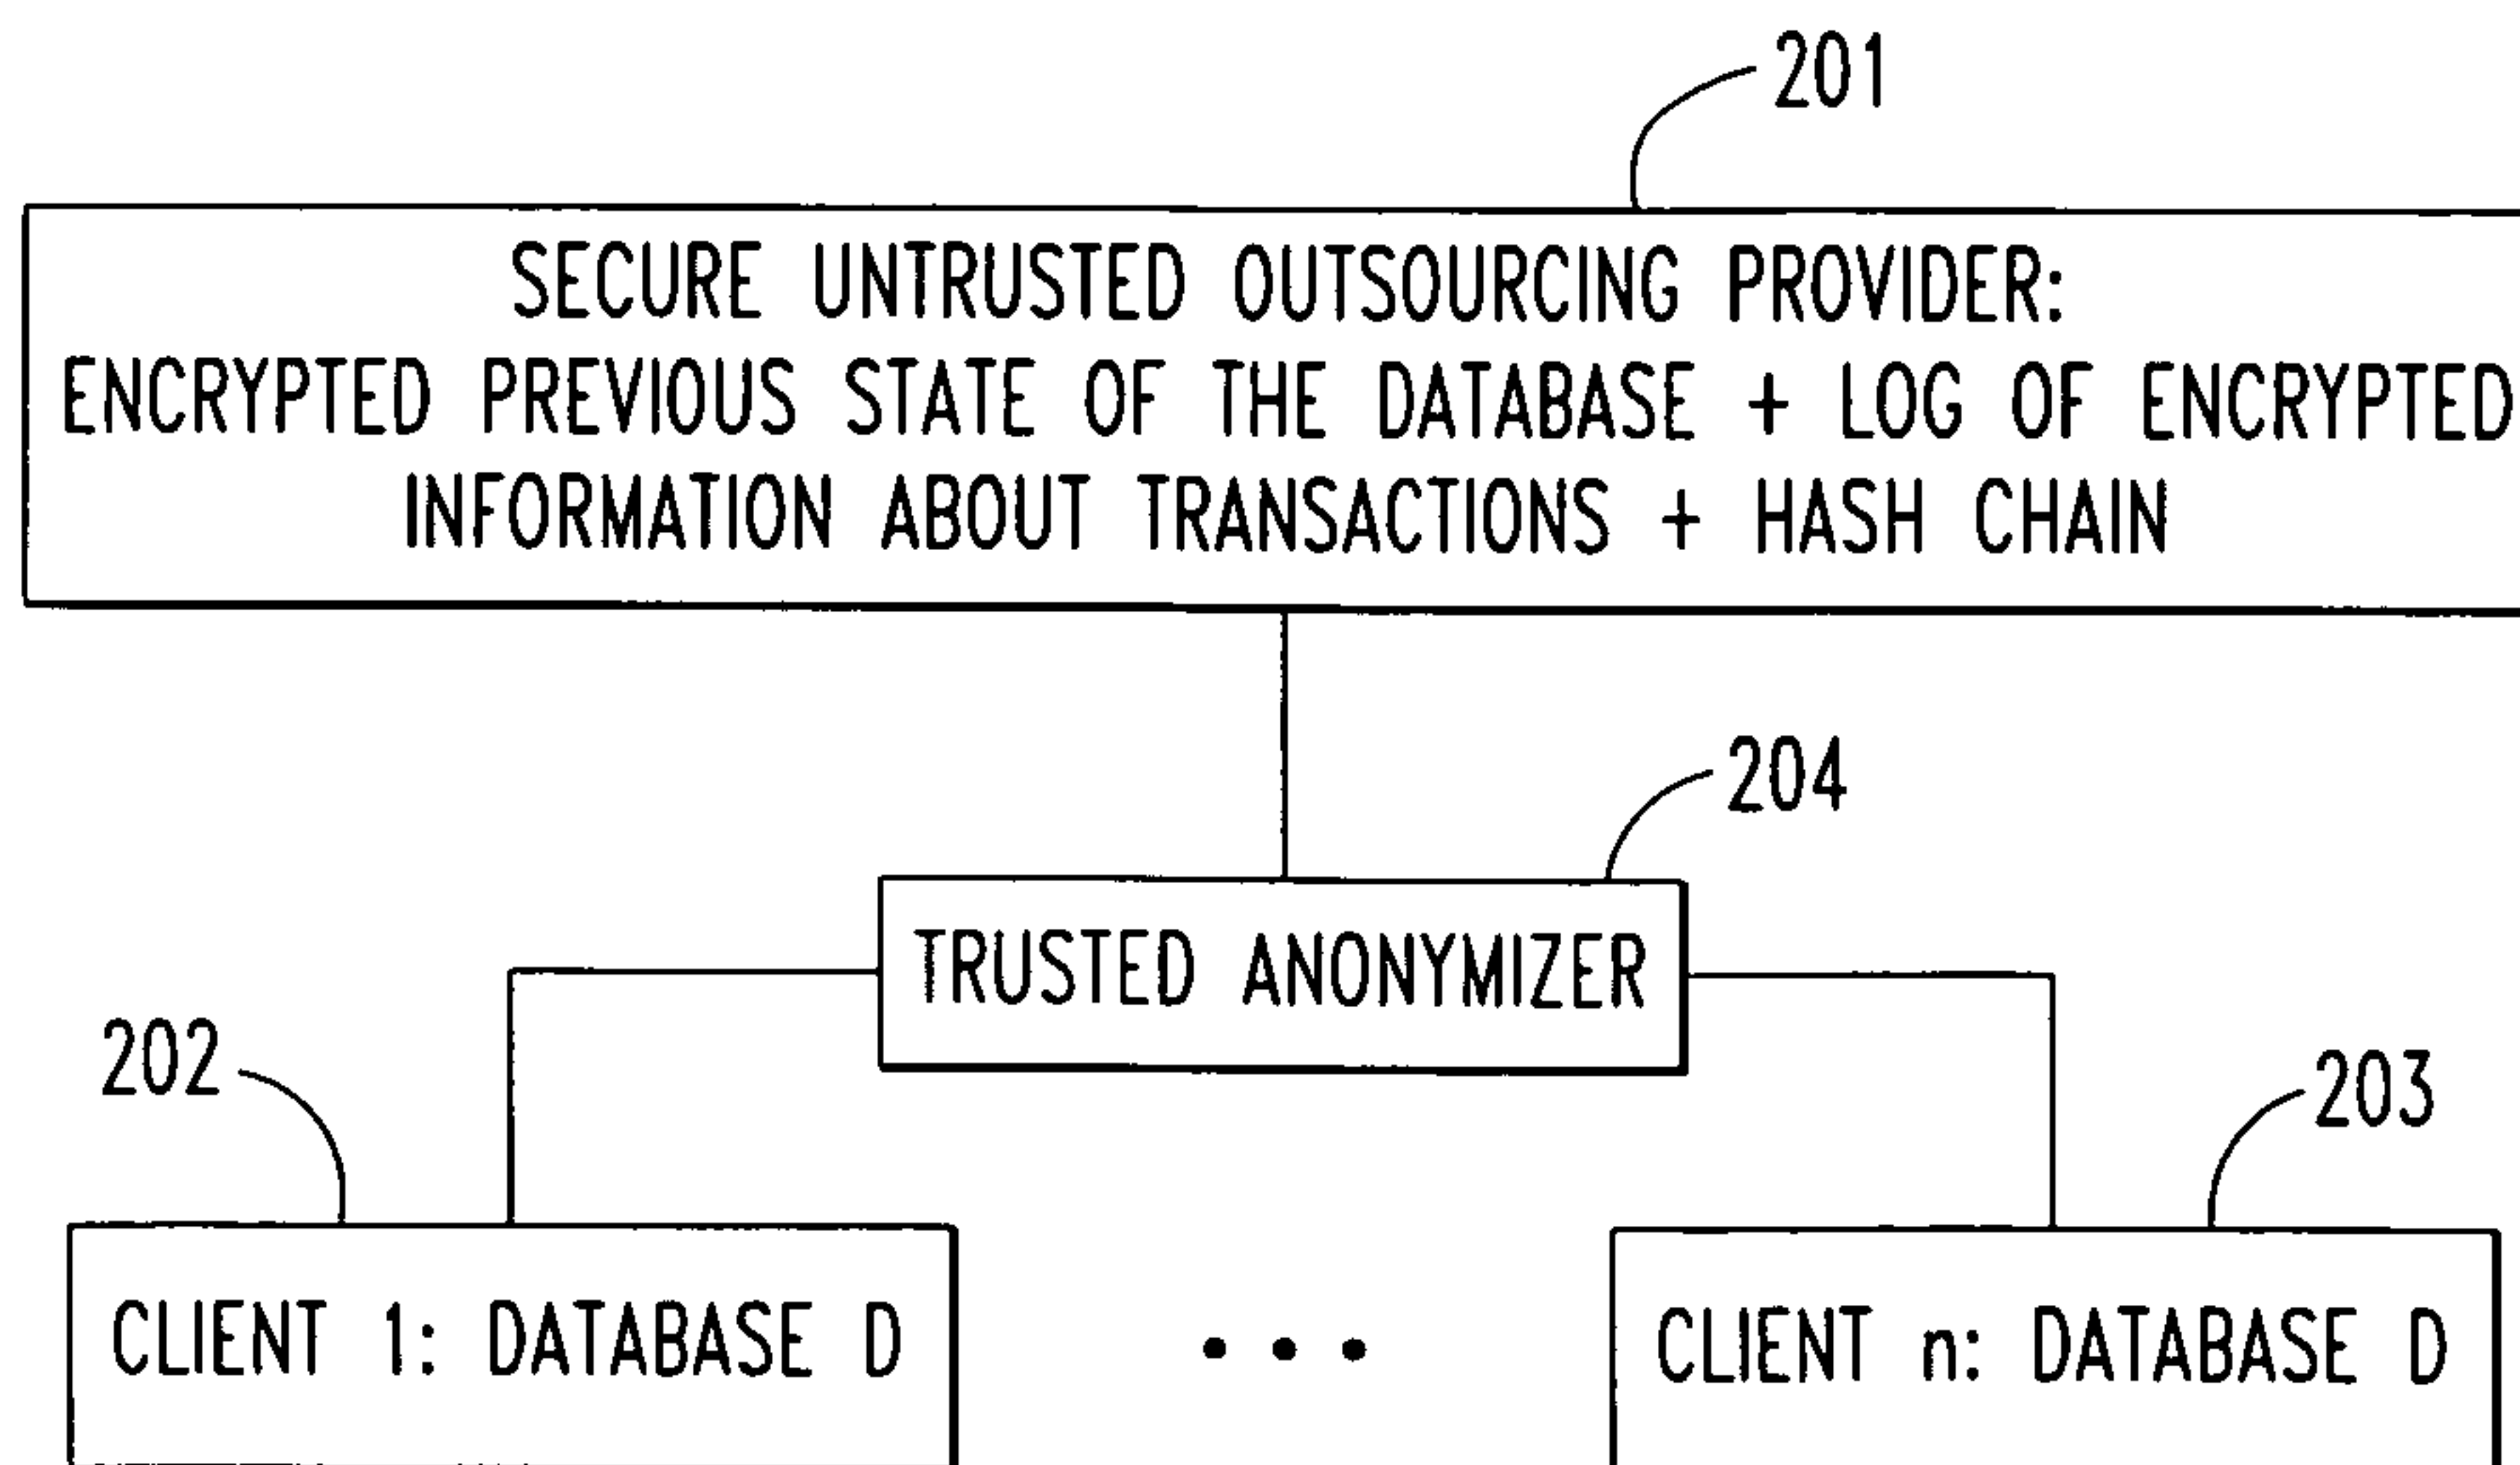 201
SECURE UNTRUSTED OUTSOURCING PROVIDER:
ENCRYPTED PREVIOUS STATE OF THE DATABASE + LOG OF ENCRYPTED
INFORMATION ABOUT TRANSACTIONS + HASH CHAIN
204
TRUSTED ANONYMIZER
202
203
CLIENT 1: DATABASE D
• • •
CLIENT n: DATABASE D